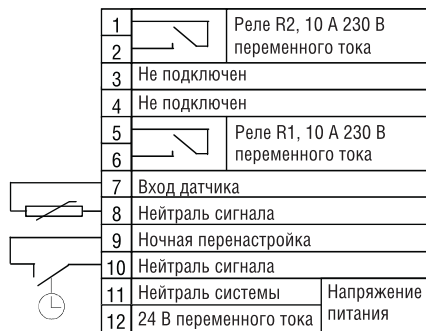 1 Реле R2, 10 А 230 В
2 переменного тока
3 Не подключен
4 Не подключен
5 Реле R1, 10 А 230 В
6 переменного тока
7 Вход датчика
8 Нейтраль сигнала
9 Ночная перенастройка
10 Нейтраль сигнала
11 Нейтраль системы Напряжение
12 24 В переменного тока питания